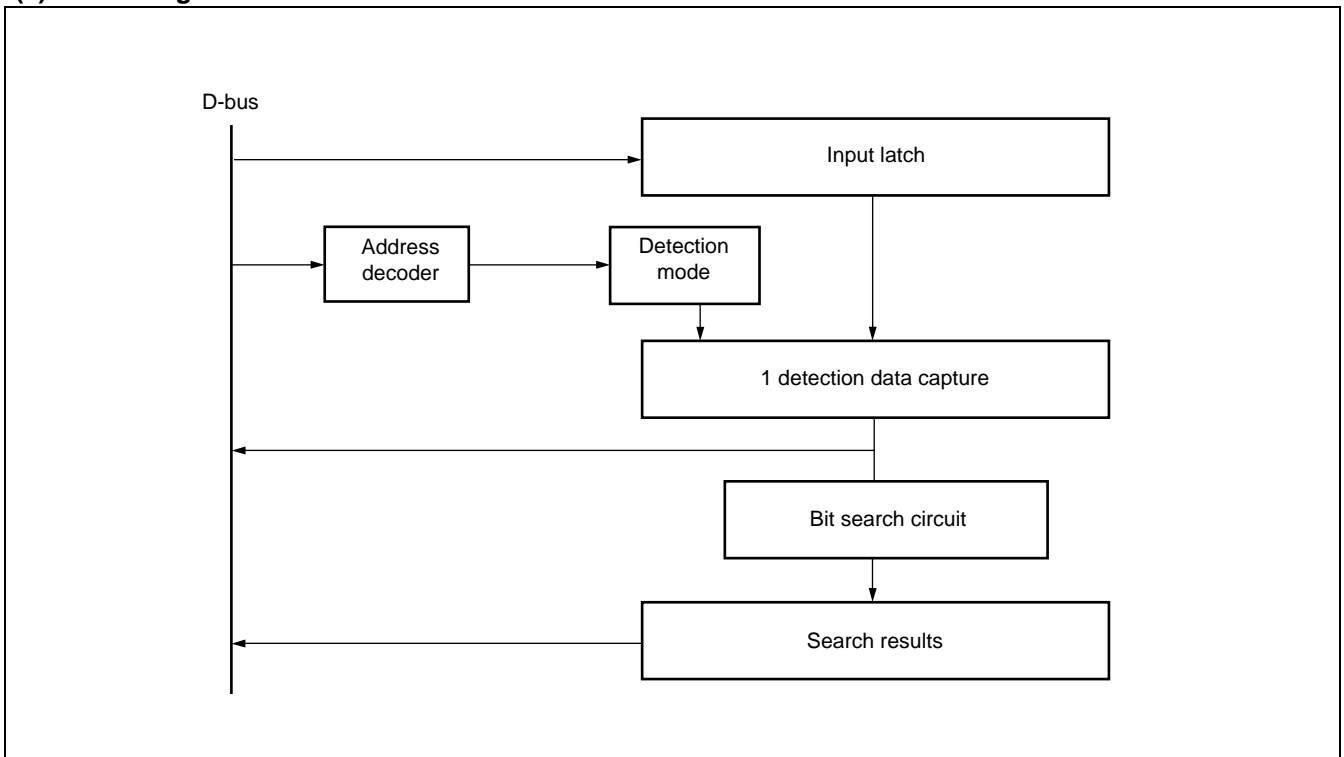 D-bus
Input latch
Address
decoder
Detection
mode
1 detection data capture
Bit search circuit
Search results